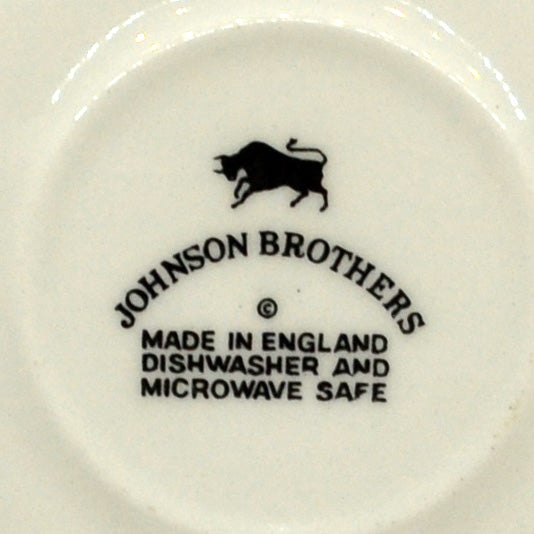 JOHNSON BROTHERS
©
MADE IN ENGLAND
DISHWASHER AND
MICROWAVE SAFE